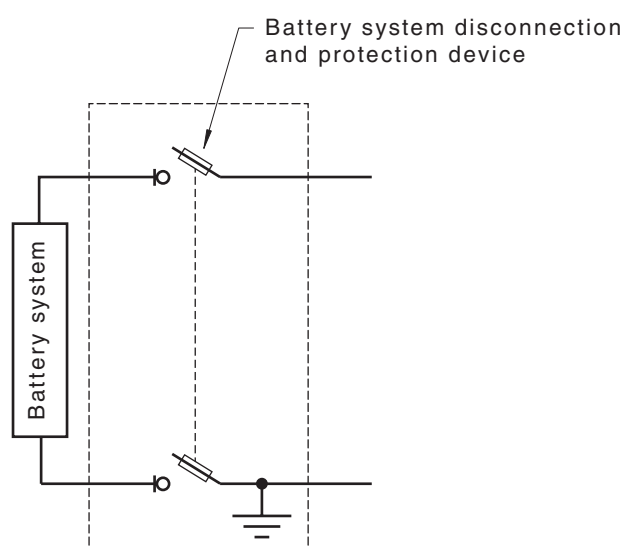 Battery system disconnection
and protection device
Battery system